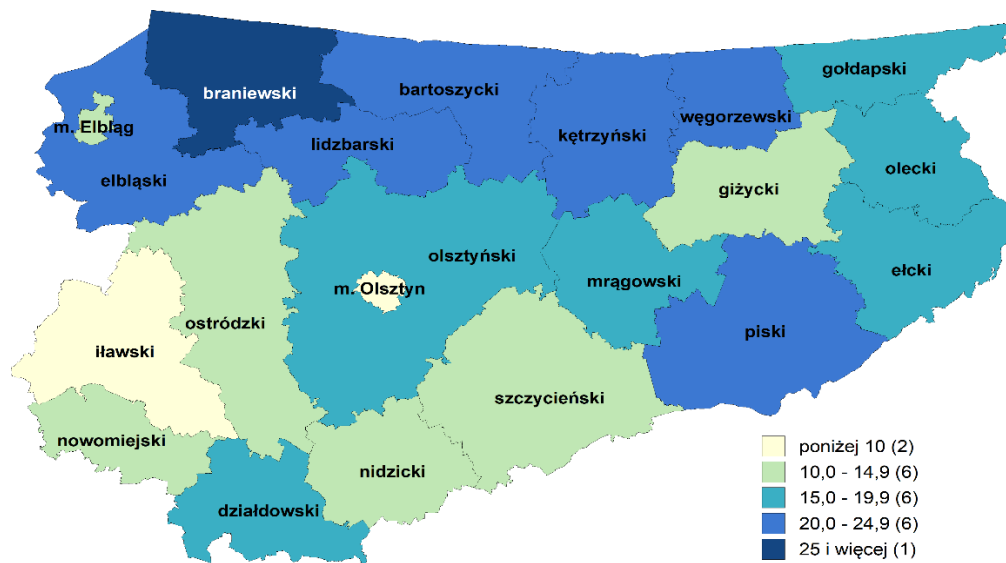 gołdapski
bartoszycki
braniewski
węgorzewski
m. Elbląg
kętrzyński
lidzbarski
olecki
elbląski
giżycki
olsztyński
ełcki
mrągowski
m. Olsztyn
ostródzki
piski
iławski
szczycieński
nowomiejski
nidzicki
działdowski
poniżej 10 (2)
10,0 - 14,9 (6)
15,0 - 19,9 (6)
20,0 - 24,9 (6)
25 i więcej (1)